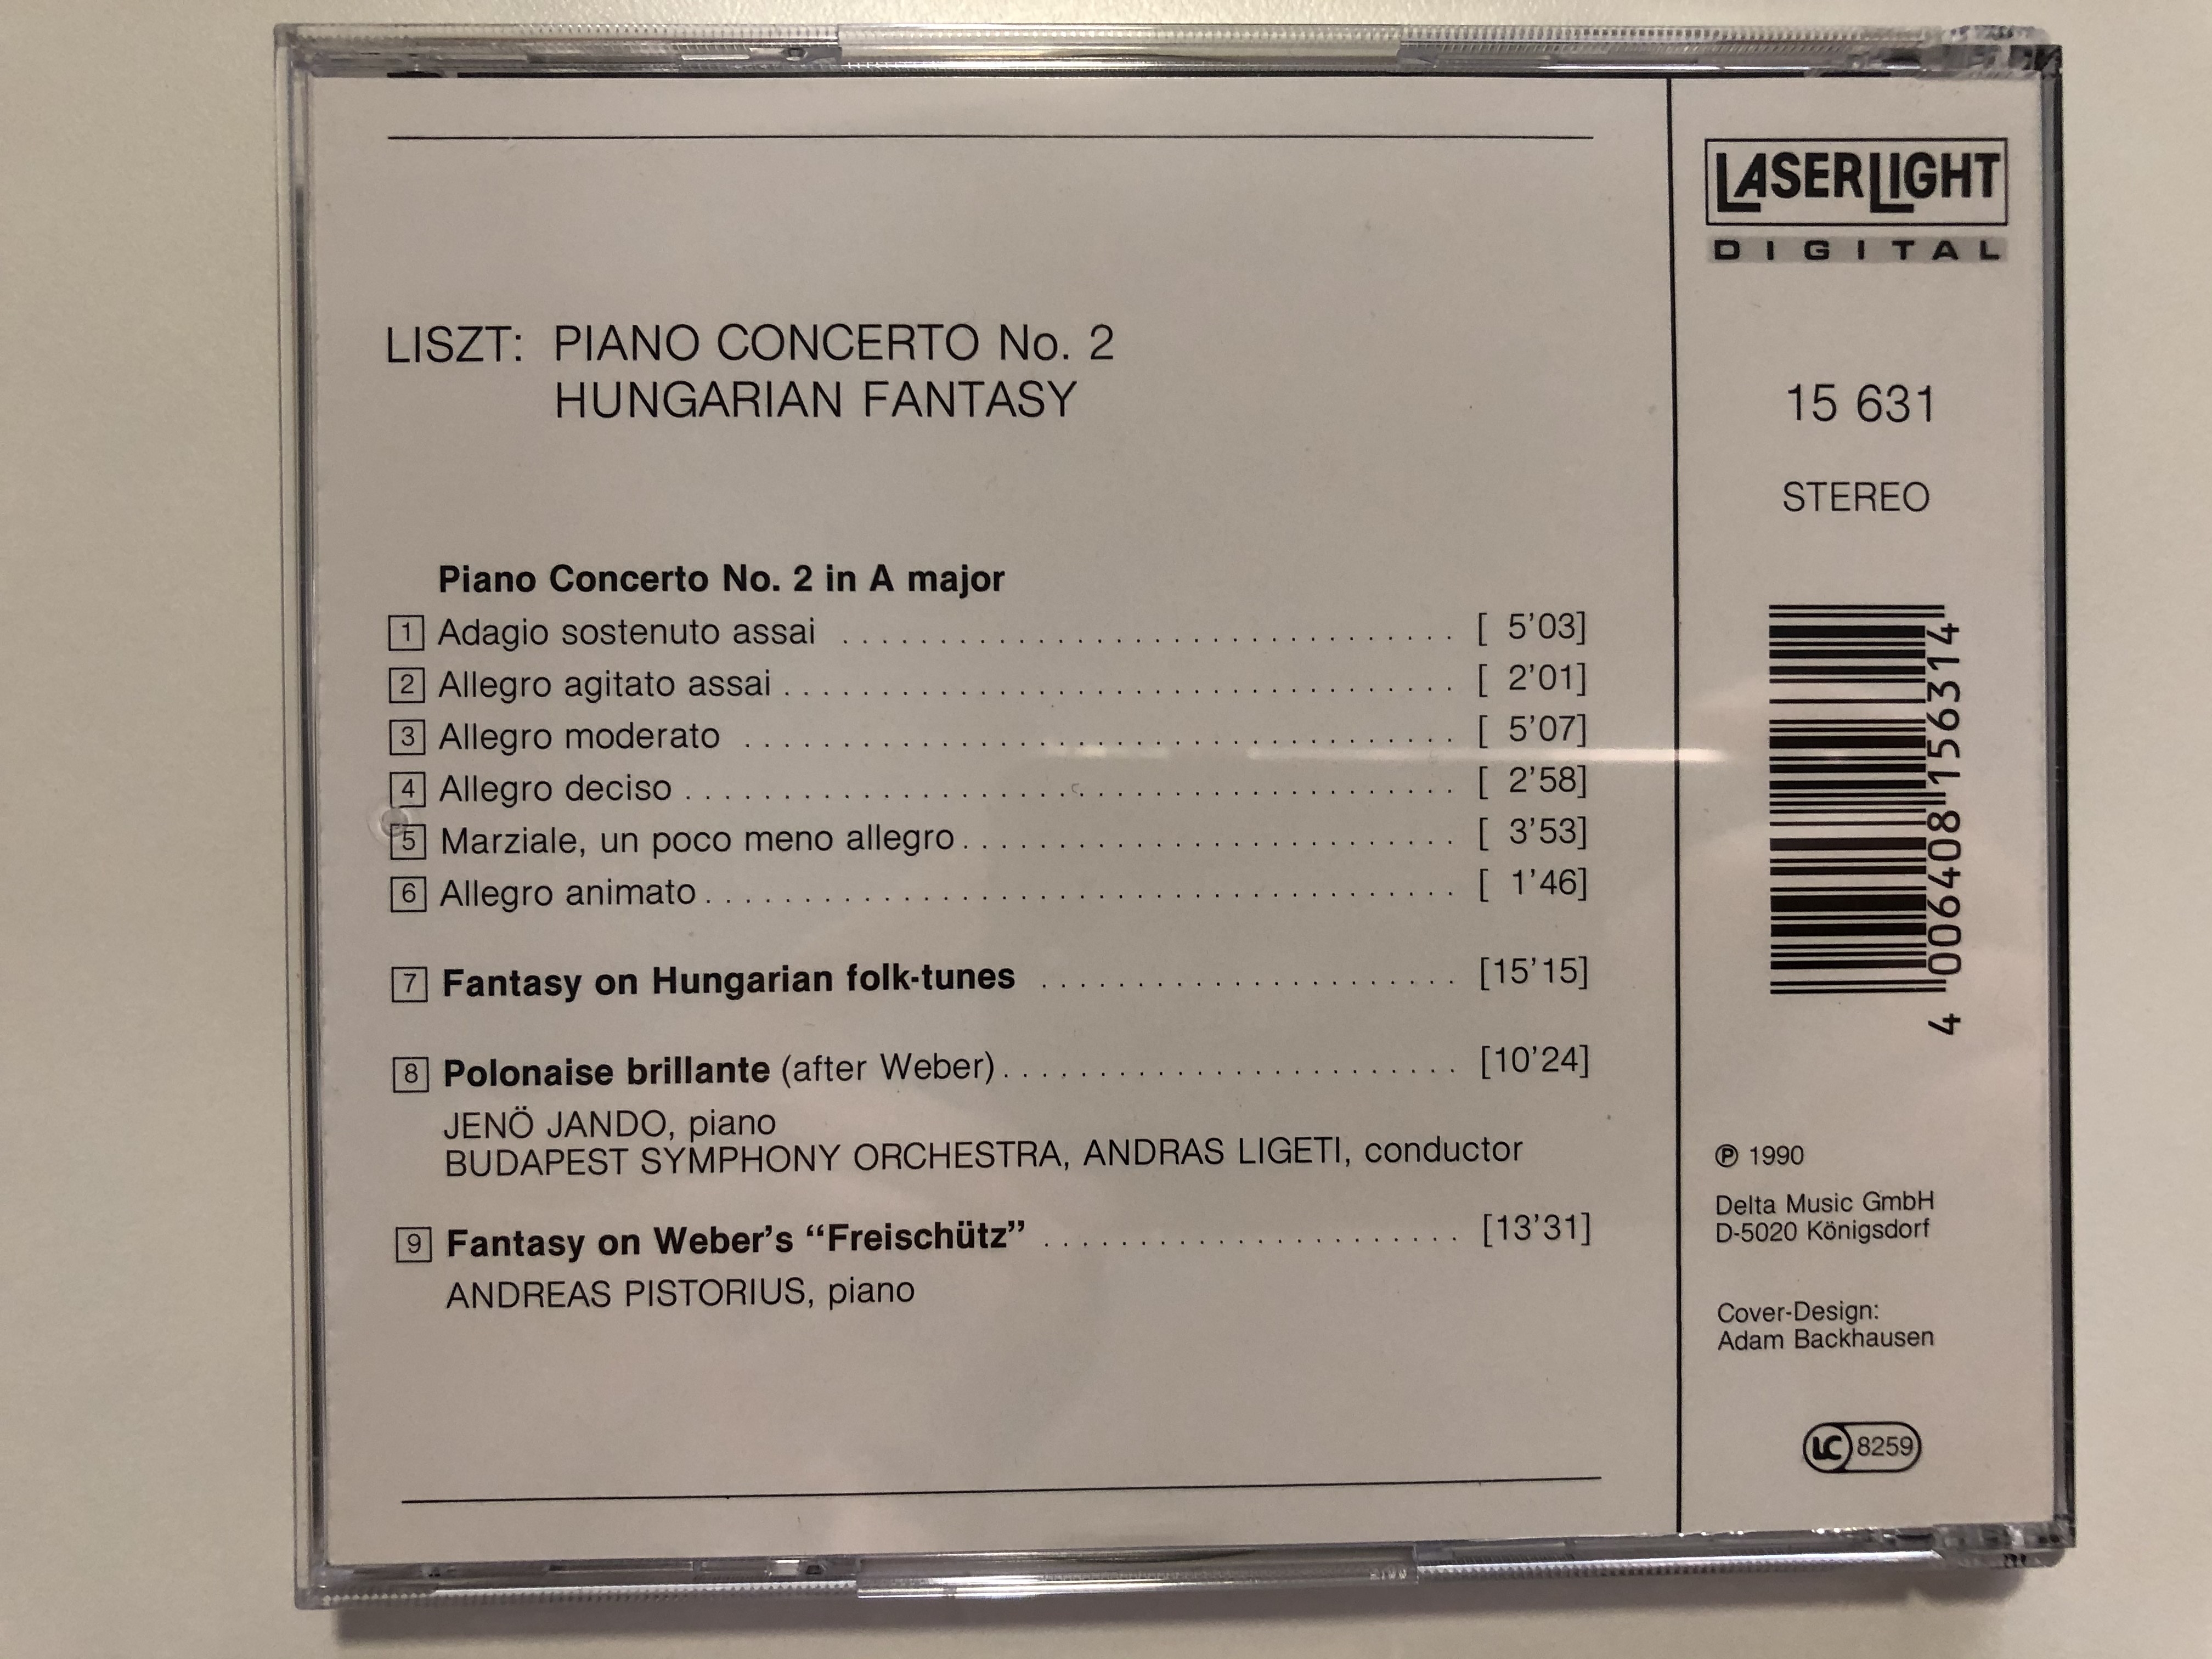 LISZT: PIANO CONCERTO No. 2
HUNGARIAN FANTASY
Piano Concerto No. 2 in A major
1 Adagio sostenuto assai [ 5'03]
2 Allegro agitato assai [ 2'01]
3 Allegro moderato [ 5'07]
4 Allegro deciso [ 2'58]
5 Marziale, un poco meno allegro [ 3'53]
6 Allegro animato [ 1'46]
7 Fantasy on Hungarian folk-tunes [15'15]
8 Polonaise brillante (after Weber) [10'24]
JENÖ JANDO, piano
BUDAPEST SYMPHONY ORCHESTRA, ANDRAS LIGETI, conductor
9 Fantasy on Weber's “Freischütz” [13'31]
ANDREAS PISTORIUS, piano
LASERLIGHT
DIGITAL
15 631
STEREO
4 006408 156314
℗ 1990
Delta Music GmbH
D-5020 Königsdorf
Cover-Design:
Adam Backhausen
LC 8259